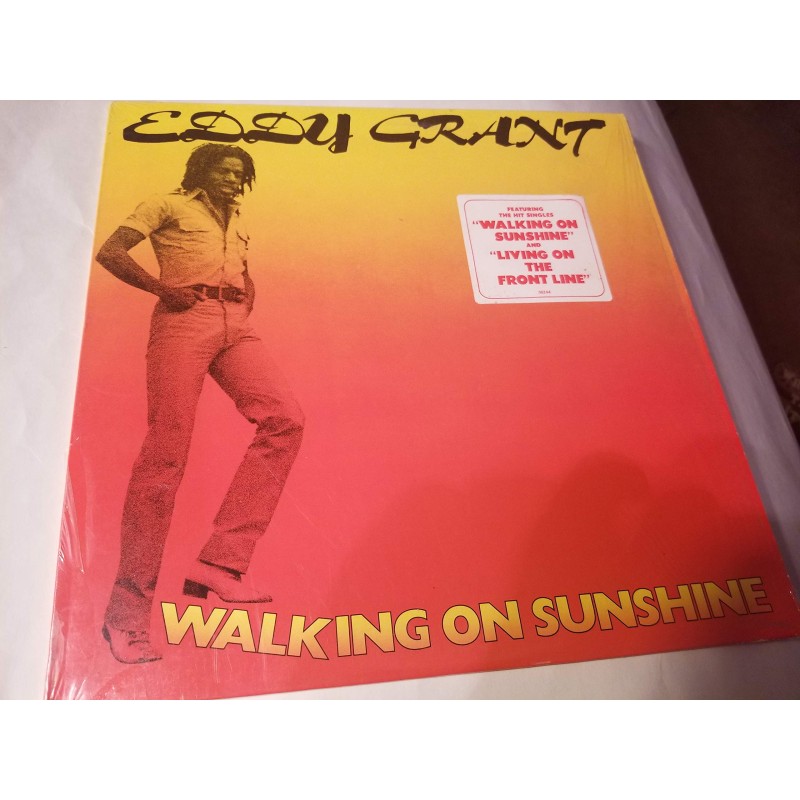 EDDY GRANT
FEATURING
THE HIT SINGLES
"WALKING ON
SUNSHINE"
AND
"LIVING ON
THE
FRONT LINE"
WALKING ON SUNSHINE